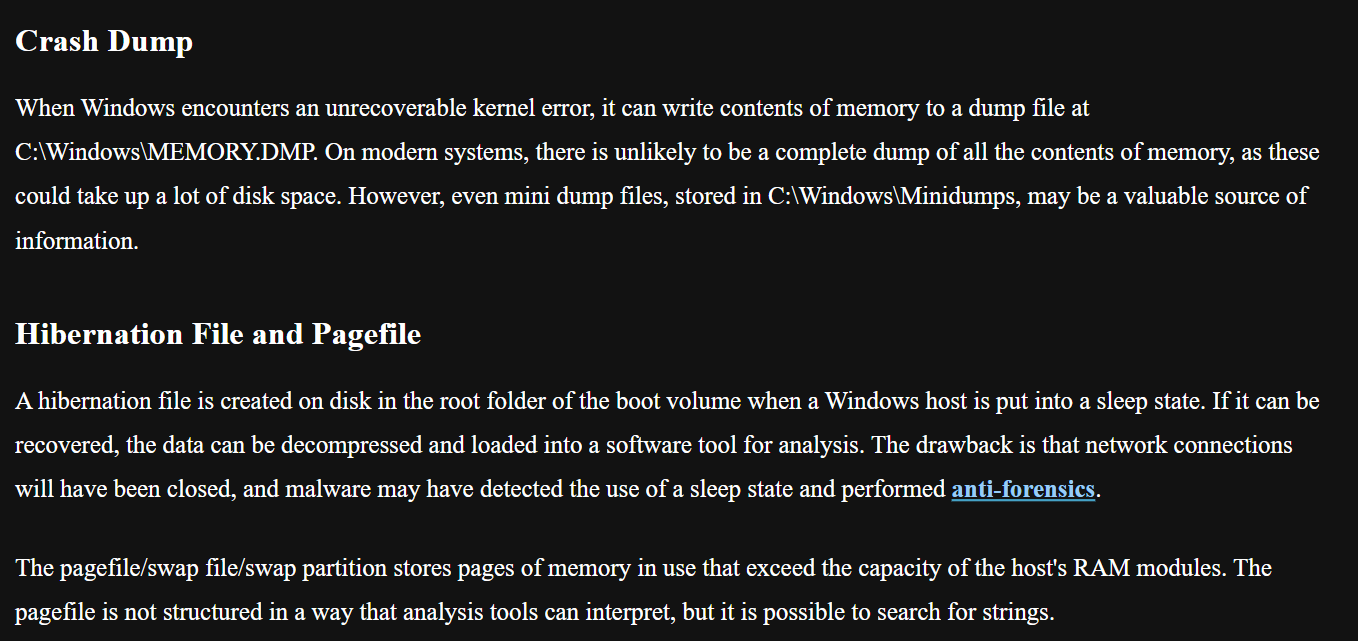 Crash Dump
When Windows encounters an unrecoverable kernel error, it can write contents of memory to a dump file at
C:\Windows\MEMORY.DMP. On modern systems, there is unlikely to be a complete dump of all the contents of memory, as these
could take up a lot of disk space. However, even mini dump files, stored in C:\Windows\Minidumps, may be a valuable source of
information.
Hibernation File and Pagefile
A hibernation file is created on disk in the root folder of the boot volume when a Windows host is put into a sleep state. If it can be
recovered, the data can be decompressed and loaded into a software tool for analysis. The drawback is that network connections
will have been closed, and malware may have detected the use of a sleep state and performed anti-forensics.
The pagefile/swap file/swap partition stores pages of memory in use that exceed the capacity of the host's RAM modules. The
pagefile is not structured in a way that analysis tools can interpret, but it is possible to search for strings.